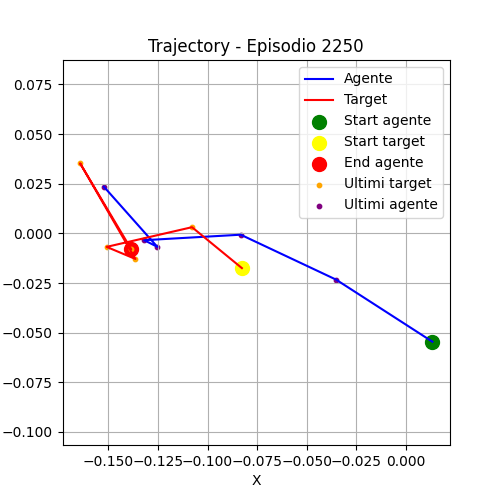 Trajectory - Episodio 2250
Agente
Target
Start agente
Start target
End agente
Ultimi target
Ultimi agente
0.075
0.050
0.025
0.000
−0.025
−0.050
−0.075
−0.100
−0.150 −0.125 −0.100 −0.075 −0.050 −0.025 0.000
X